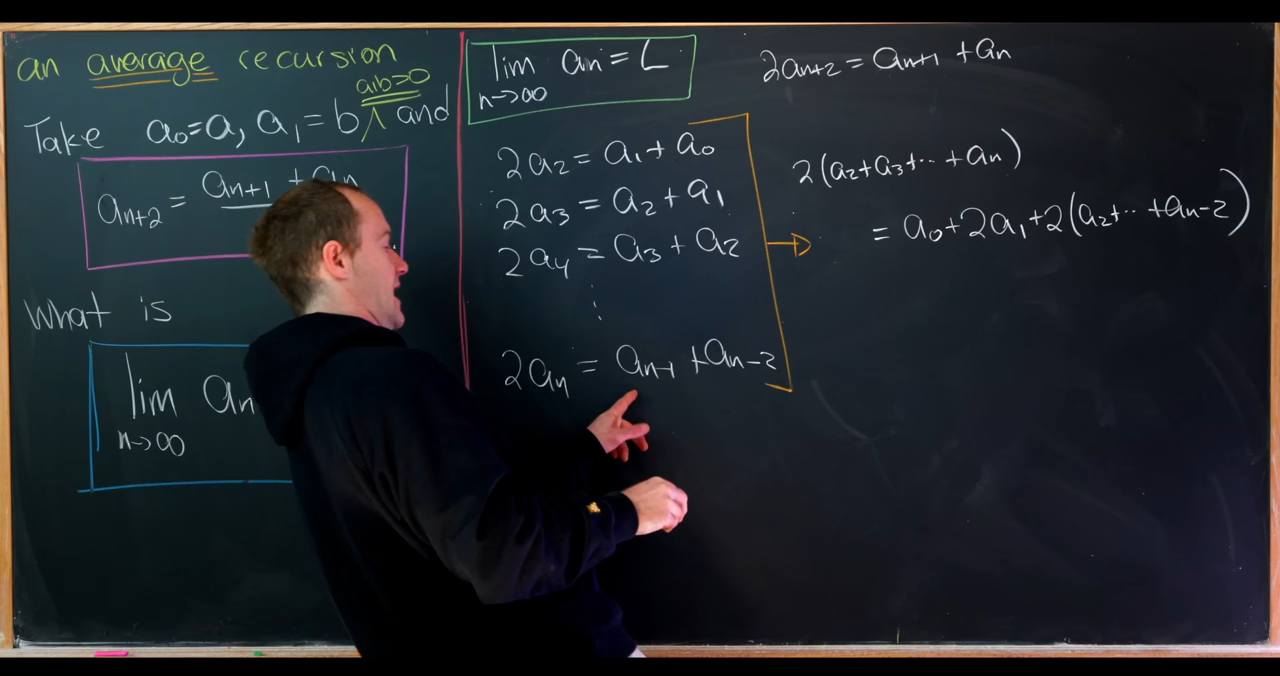 an average recursion
a,b>=0
Take a₀=a, a₁=b ∧ and
aₙ₊₂ = aₙ₊₁ + aₙ
What is
lim aₙ
n→∞
lim aₙ = L
n→∞
2a₂ = a₁ + a₀
2a₃ = a₂ + a₁
2a₄ = a₃ + a₂
⋮
2aₙ = aₙ₋₁ + aₙ₋₂
2aₙ₊₂ = aₙ₊₁ + aₙ
2(a₂+a₃+⋯+aₙ)
= a₀+2a₁+2(a₂+⋯+aₙ₋₂)